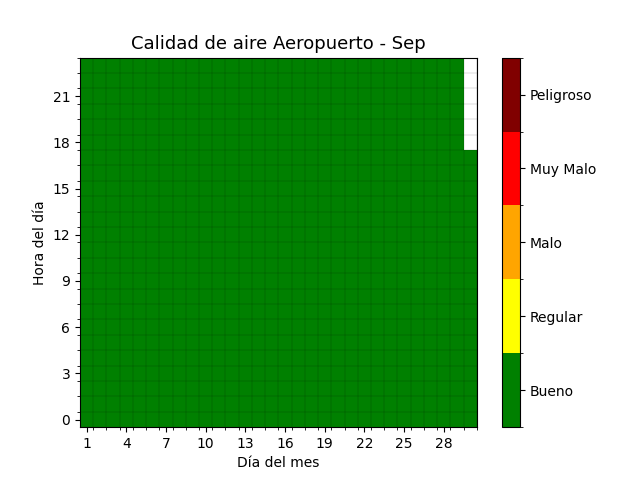 Calidad de aire Aeropuerto - Sep
Hora del día
21
18
15
12
9
6
3
0
1 4 7 10 13 16 19 22 25 28
Día del mes
Peligroso
Muy Malo
Malo
Regular
Bueno